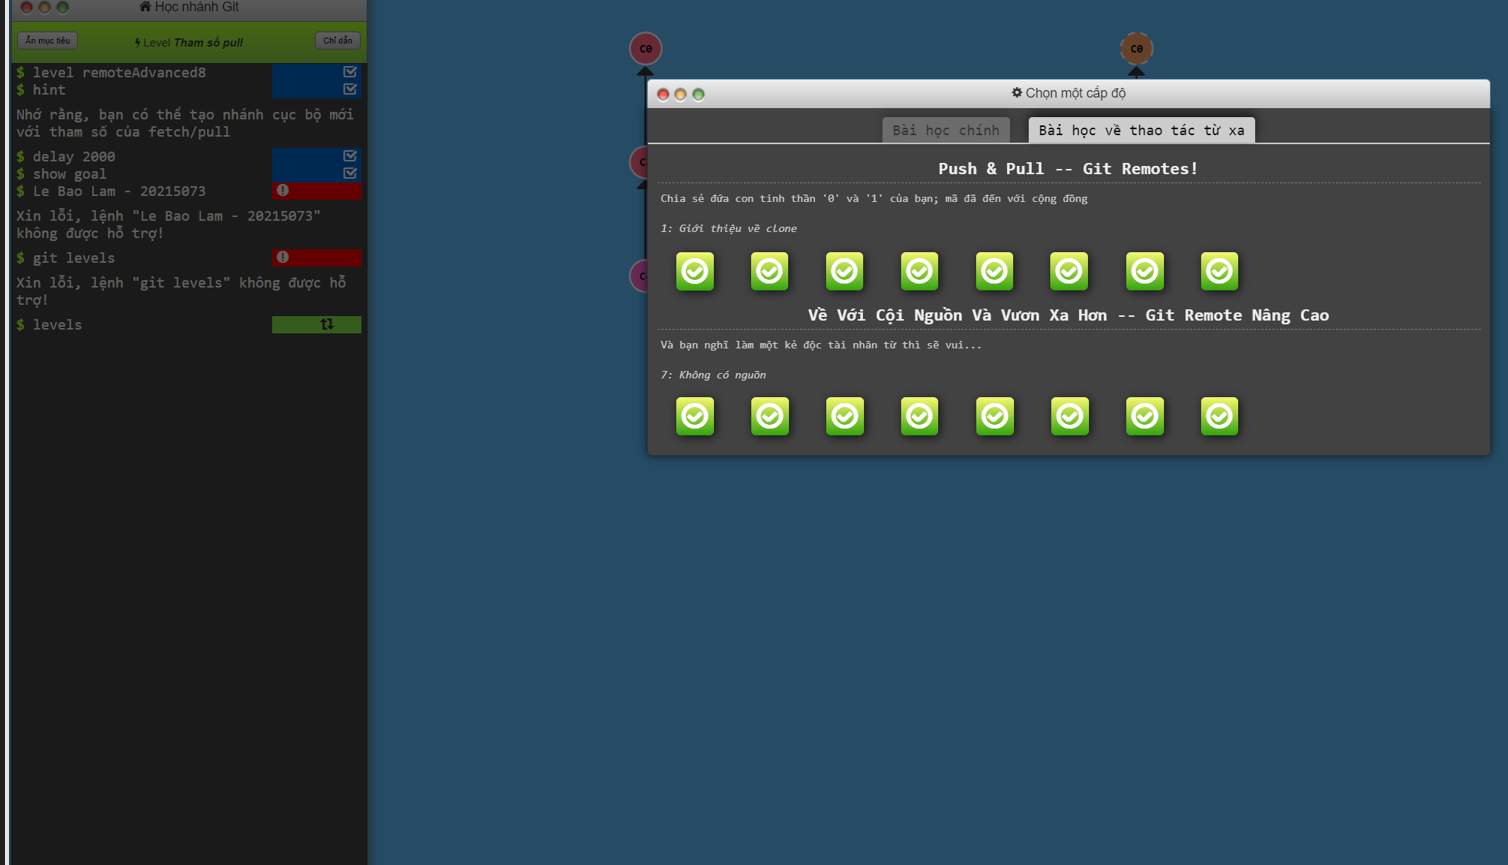 Học nhánh Git
Ẩn mục tiêu
Level Tham số pull
Chỉ dẫn
$ level remoteAdvanced8
$ hint
Nhớ rằng, bạn có thể tạo nhánh cục bộ mới
với tham số của fetch/pull
$ delay 2000
$ show goal
$ Le Bao Lam - 20215073
Xin lỗi, lệnh "Le Bao Lam - 20215073"
không được hỗ trợ!
$ git levels
Xin lỗi, lệnh "git levels" không được hỗ
trợ!
$ levels
c0
c0
Chọn một cấp độ
Bài học chính
Bài học về thao tác từ xa
Push & Pull -- Git Remotes!
Chia sẻ đứa con tinh thần '0' và '1' của bạn; mã đã đến với cộng đồng
1: Giới thiệu về clone
Về Với Cội Nguồn Và Vươn Xa Hơn -- Git Remote Nâng Cao
Và bạn nghĩ làm một kẻ độc tài nhân từ thì sẽ vui...
7: Không có nguồn